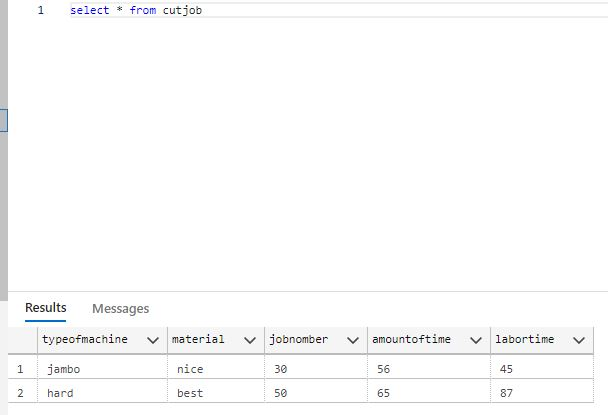 1 select * from cutjob
Results Messages
typeofmachine material jobnomber amountoftime labortime
1 jambo nice 30 56 45
2 hard best 50 65 87